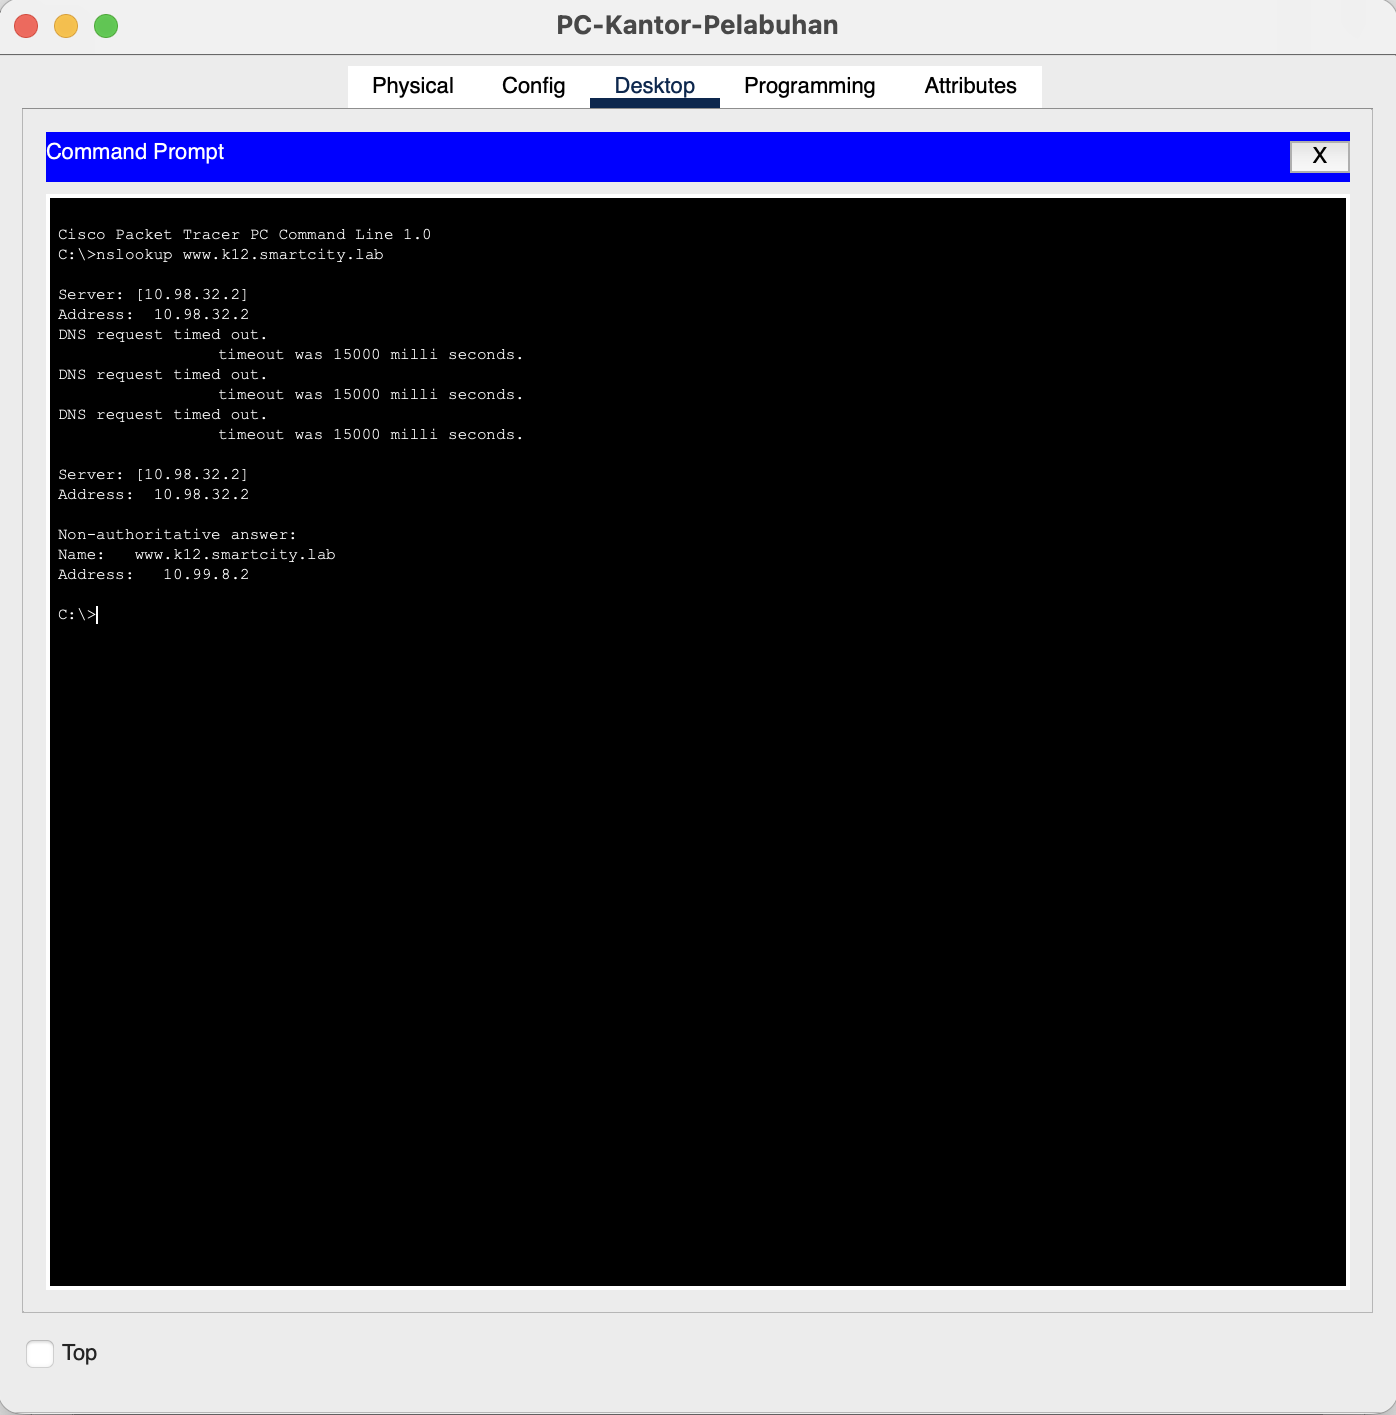 PC-Kantor-Pelabuhan
Physical Config Desktop Programming Attributes
Command Prompt
X
Cisco Packet Tracer PC Command Line 1.0
C:\>nslookup www.k12.smartcity.lab
Server: [10.98.32.2]
Address:  10.98.32.2
DNS request timed out.
timeout was 15000 milli seconds.
DNS request timed out.
timeout was 15000 milli seconds.
DNS request timed out.
timeout was 15000 milli seconds.
Server: [10.98.32.2]
Address:  10.98.32.2
Non-authoritative answer:
Name:   www.k12.smartcity.lab
Address:   10.99.8.2
C:\>
Top